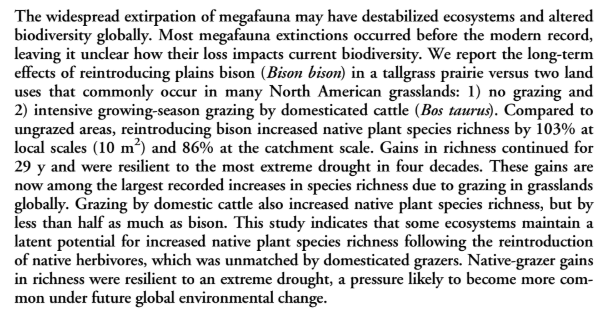 The widespread extirpation of megafauna may have destabilized ecosystems and altered
biodiversity globally. Most megafauna extinctions occurred before the modern record,
leaving it unclear how their loss impacts current biodiversity. We report the long-term
effects of reintroducing plains bison (Bison bison) in a tallgrass prairie versus two land
uses that commonly occur in many North American grasslands: 1) no grazing and
2) intensive growing-season grazing by domesticated cattle (Bos taurus). Compared to
ungrazed areas, reintroducing bison increased native plant species richness by 103% at
local scales (10 m²) and 86% at the catchment scale. Gains in richness continued for
29 y and were resilient to the most extreme drought in four decades. These gains are
now among the largest recorded increases in species richness due to grazing in grasslands
globally. Grazing by domestic cattle also increased native plant species richness, but by
less than half as much as bison. This study indicates that some ecosystems maintain a
latent potential for increased native plant species richness following the reintroduction
of native herbivores, which was unmatched by domesticated grazers. Native-grazer gains
in richness were resilient to an extreme drought, a pressure likely to become more com-
mon under future global environmental change.